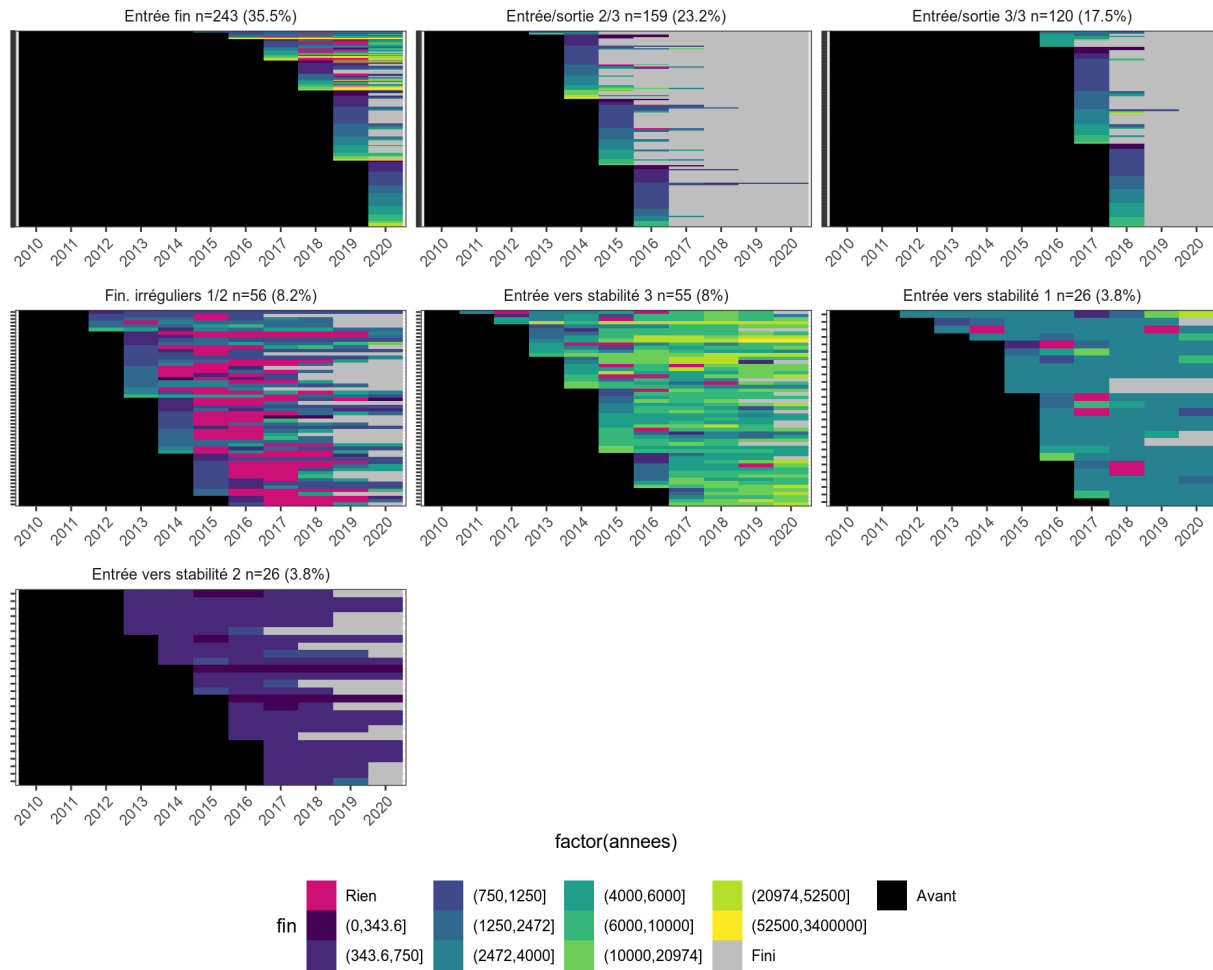 Entrée fin n=243 (35.5%)
Entrée/sortie 2/3 n=159 (23.2%)
Entrée/sortie 3/3 n=120 (17.5%)
2010 2011 2012 2013 2014 2015 2016 2017 2018 2019 2020
2010 2011 2012 2013 2014 2015 2016 2017 2018 2019 2020
2010 2011 2012 2013 2014 2015 2016 2017 2018 2019 2020
Fin. irréguliers 1/2 n=56 (8.2%)
Entrée vers stabilité 3 n=55 (8%)
Entrée vers stabilité 1 n=26 (3.8%)
2010 2011 2012 2013 2014 2015 2016 2017 2018 2019 2020
2010 2011 2012 2013 2014 2015 2016 2017 2018 2019 2020
2010 2011 2012 2013 2014 2015 2016 2017 2018 2019 2020
Entrée vers stabilité 2 n=26 (3.8%)
2010 2011 2012 2013 2014 2015 2016 2017 2018 2019 2020
factor(annees)
fin
Rien
(0,343.6]
(343.6,750]
(750,1250]
(1250,2472]
(2472,4000]
(4000,6000]
(6000,10000]
(10000,20974]
(20974,52500]
(52500,3400000]
Fini
Avant